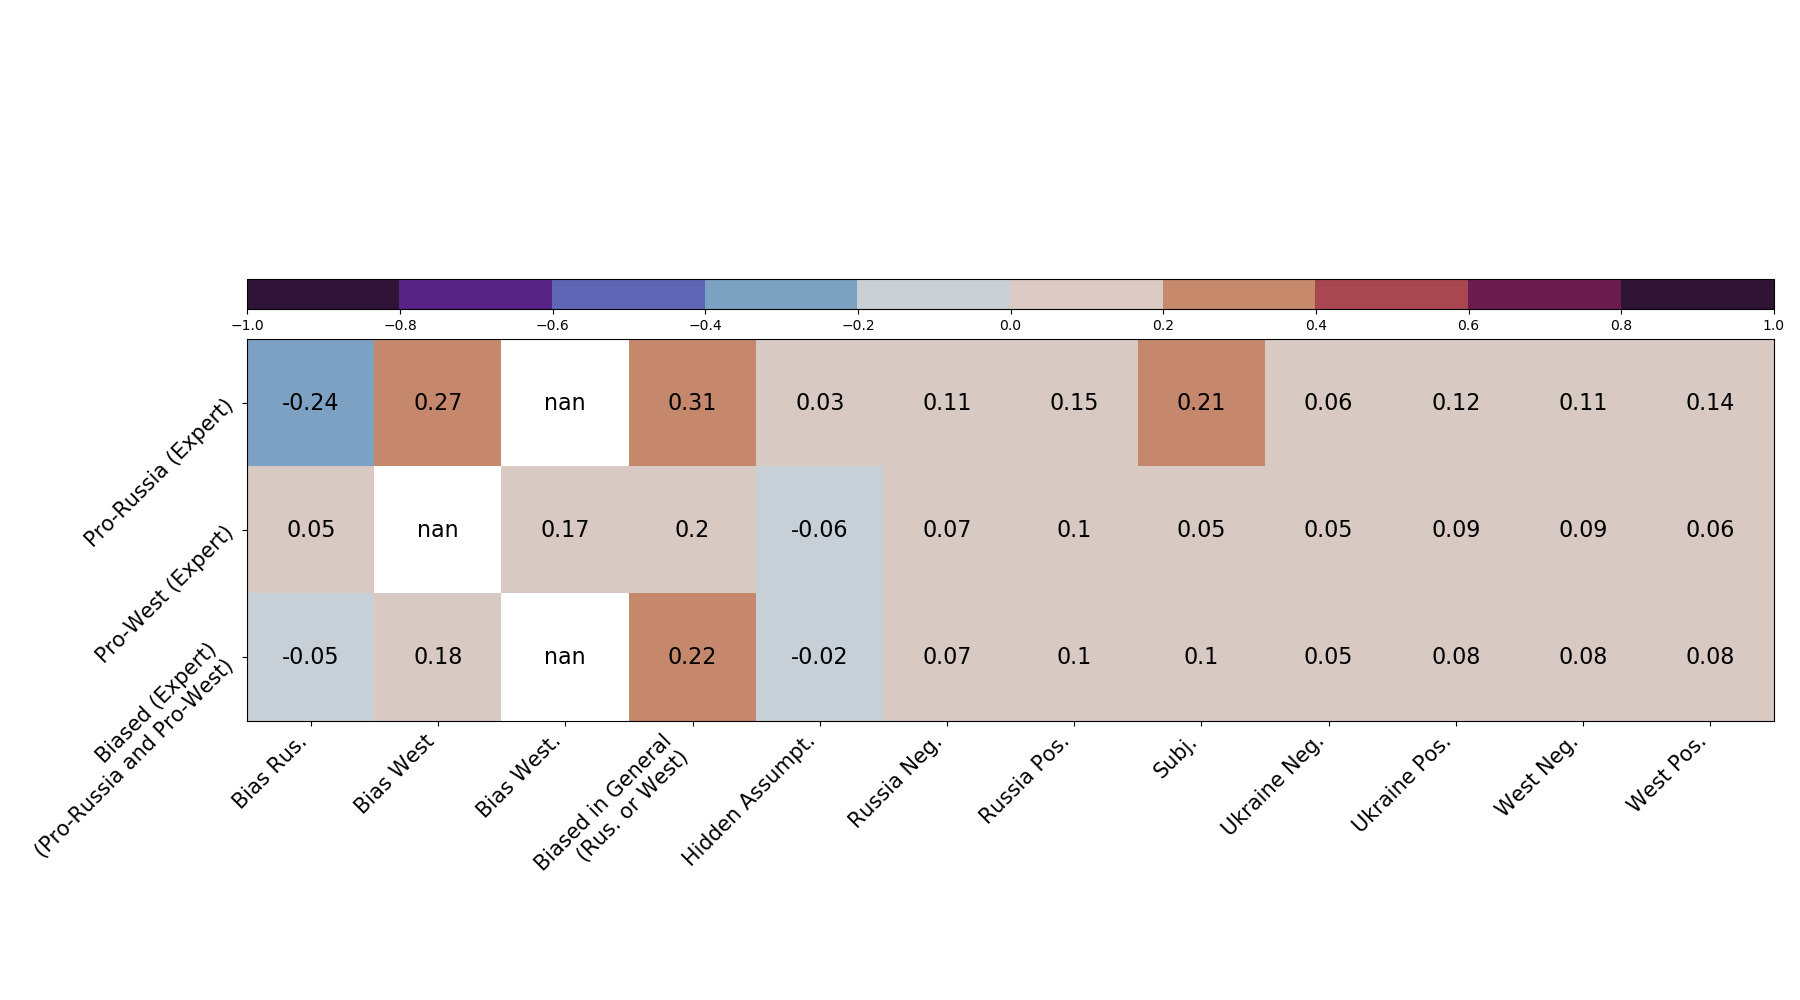 −1.0 −0.8 −0.6 −0.4 −0.2 0.0 0.2 0.4 0.6 0.8 1.0
Pro-Russia (Expert)
-0.24 0.27 nan 0.31 0.03 0.11 0.15 0.21 0.06 0.12 0.11 0.14
Pro-West (Expert)
0.05 nan 0.17 0.2 -0.06 0.07 0.1 0.05 0.05 0.09 0.09 0.06
Biased (Expert)
(Pro-Russia and Pro-West)
-0.05 0.18 nan 0.22 -0.02 0.07 0.1 0.1 0.05 0.08 0.08 0.08
Bias Rus.
Bias West
Bias West.
Biased in General
(Rus. or West)
Hidden Assumpt.
Russia Neg.
Russia Pos.
Subj.
Ukraine Neg.
Ukraine Pos.
West Neg.
West Pos.